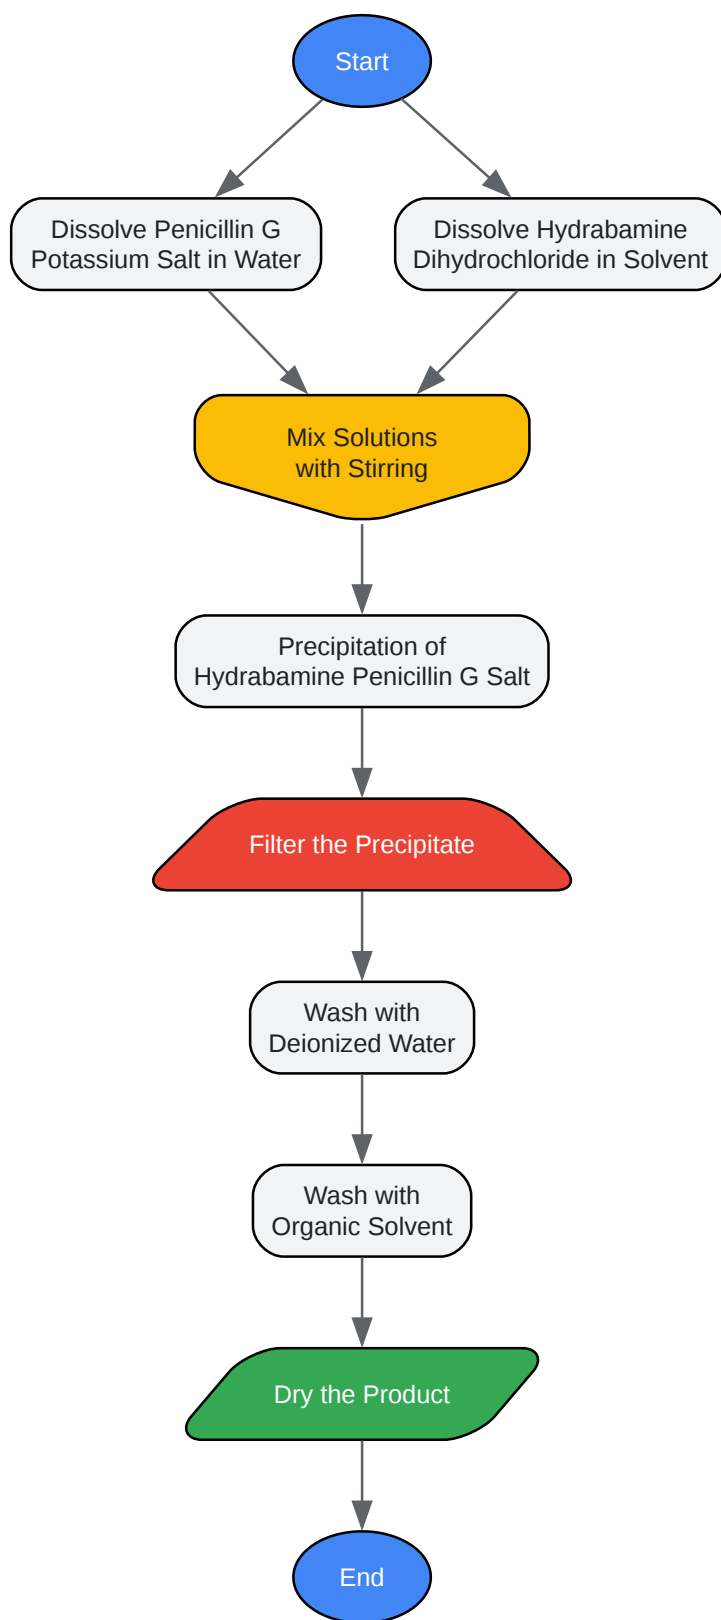 Start
Dissolve Penicillin G
Potassium Salt in Water
Dissolve Hydrabamine
Dihydrochloride in Solvent
Mix Solutions
with Stirring
Precipitation of
Hydrabamine Penicillin G Salt
Filter the Precipitate
Wash with
Deionized Water
Wash with
Organic Solvent
Dry the Product
End